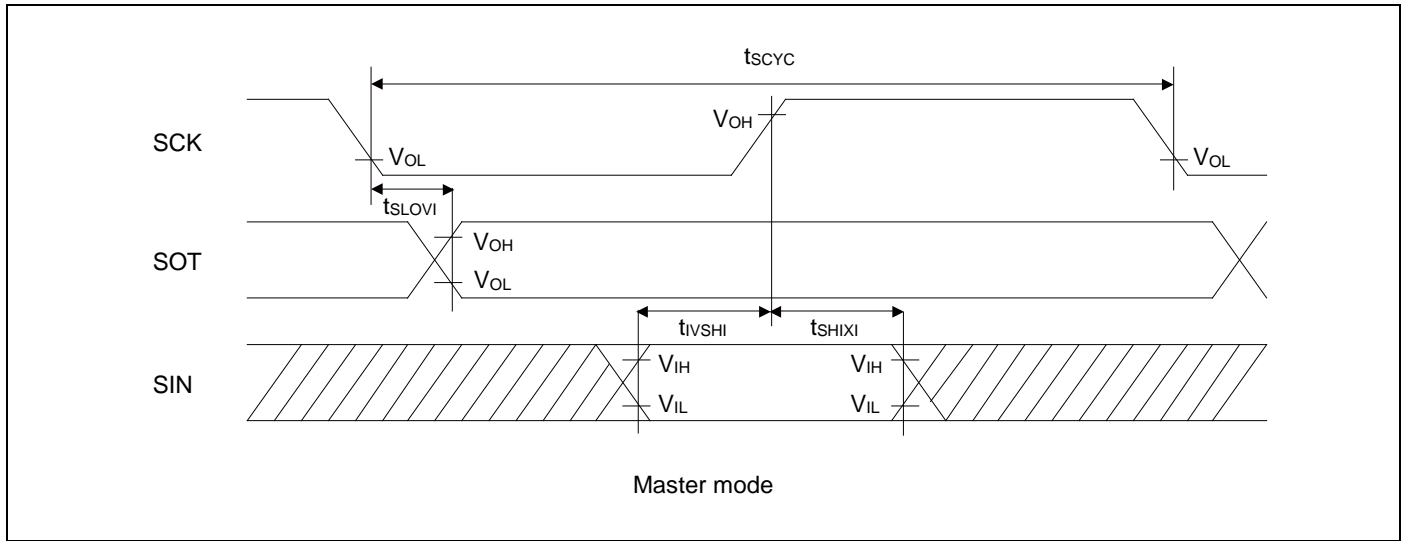 tSCYC
SCK
VOH
VOL
VOL
tSLOVI
SOT
VOH
VOL
tIVSHI
tSHIXI
SIN
VIH
VIH
VIL
VIL
Master mode